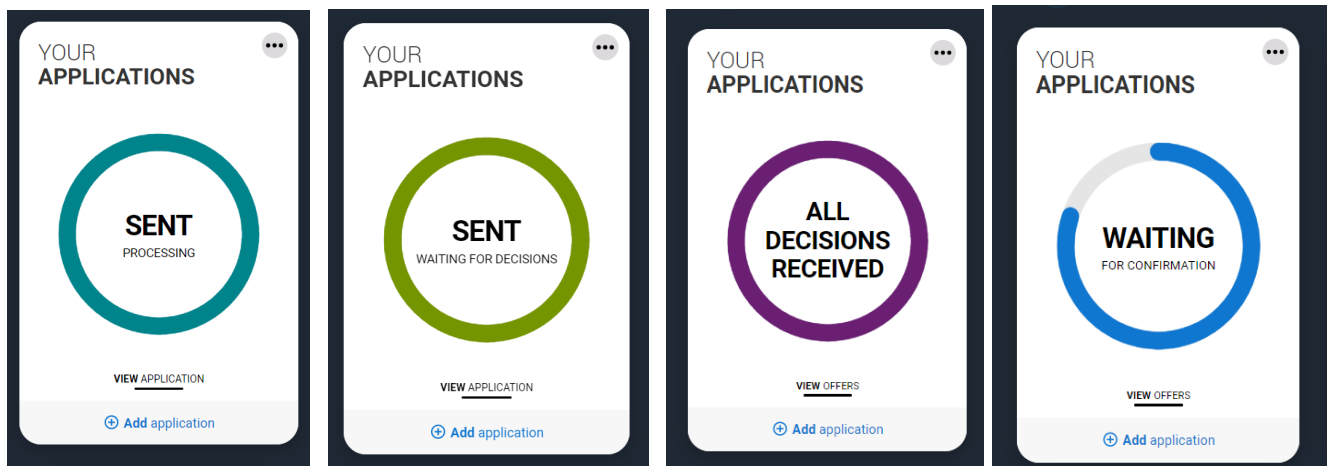 YOUR
APPLICATIONS
SENT
PROCESSING
VIEW APPLICATION
Add application
YOUR
APPLICATIONS
SENT
WAITING FOR DECISIONS
VIEW APPLICATION
Add application
YOUR
APPLICATIONS
ALL
DECISIONS
RECEIVED
VIEW OFFERS
Add application
YOUR
APPLICATIONS
WAITING
FOR CONFIRMATION
VIEW OFFERS
Add application